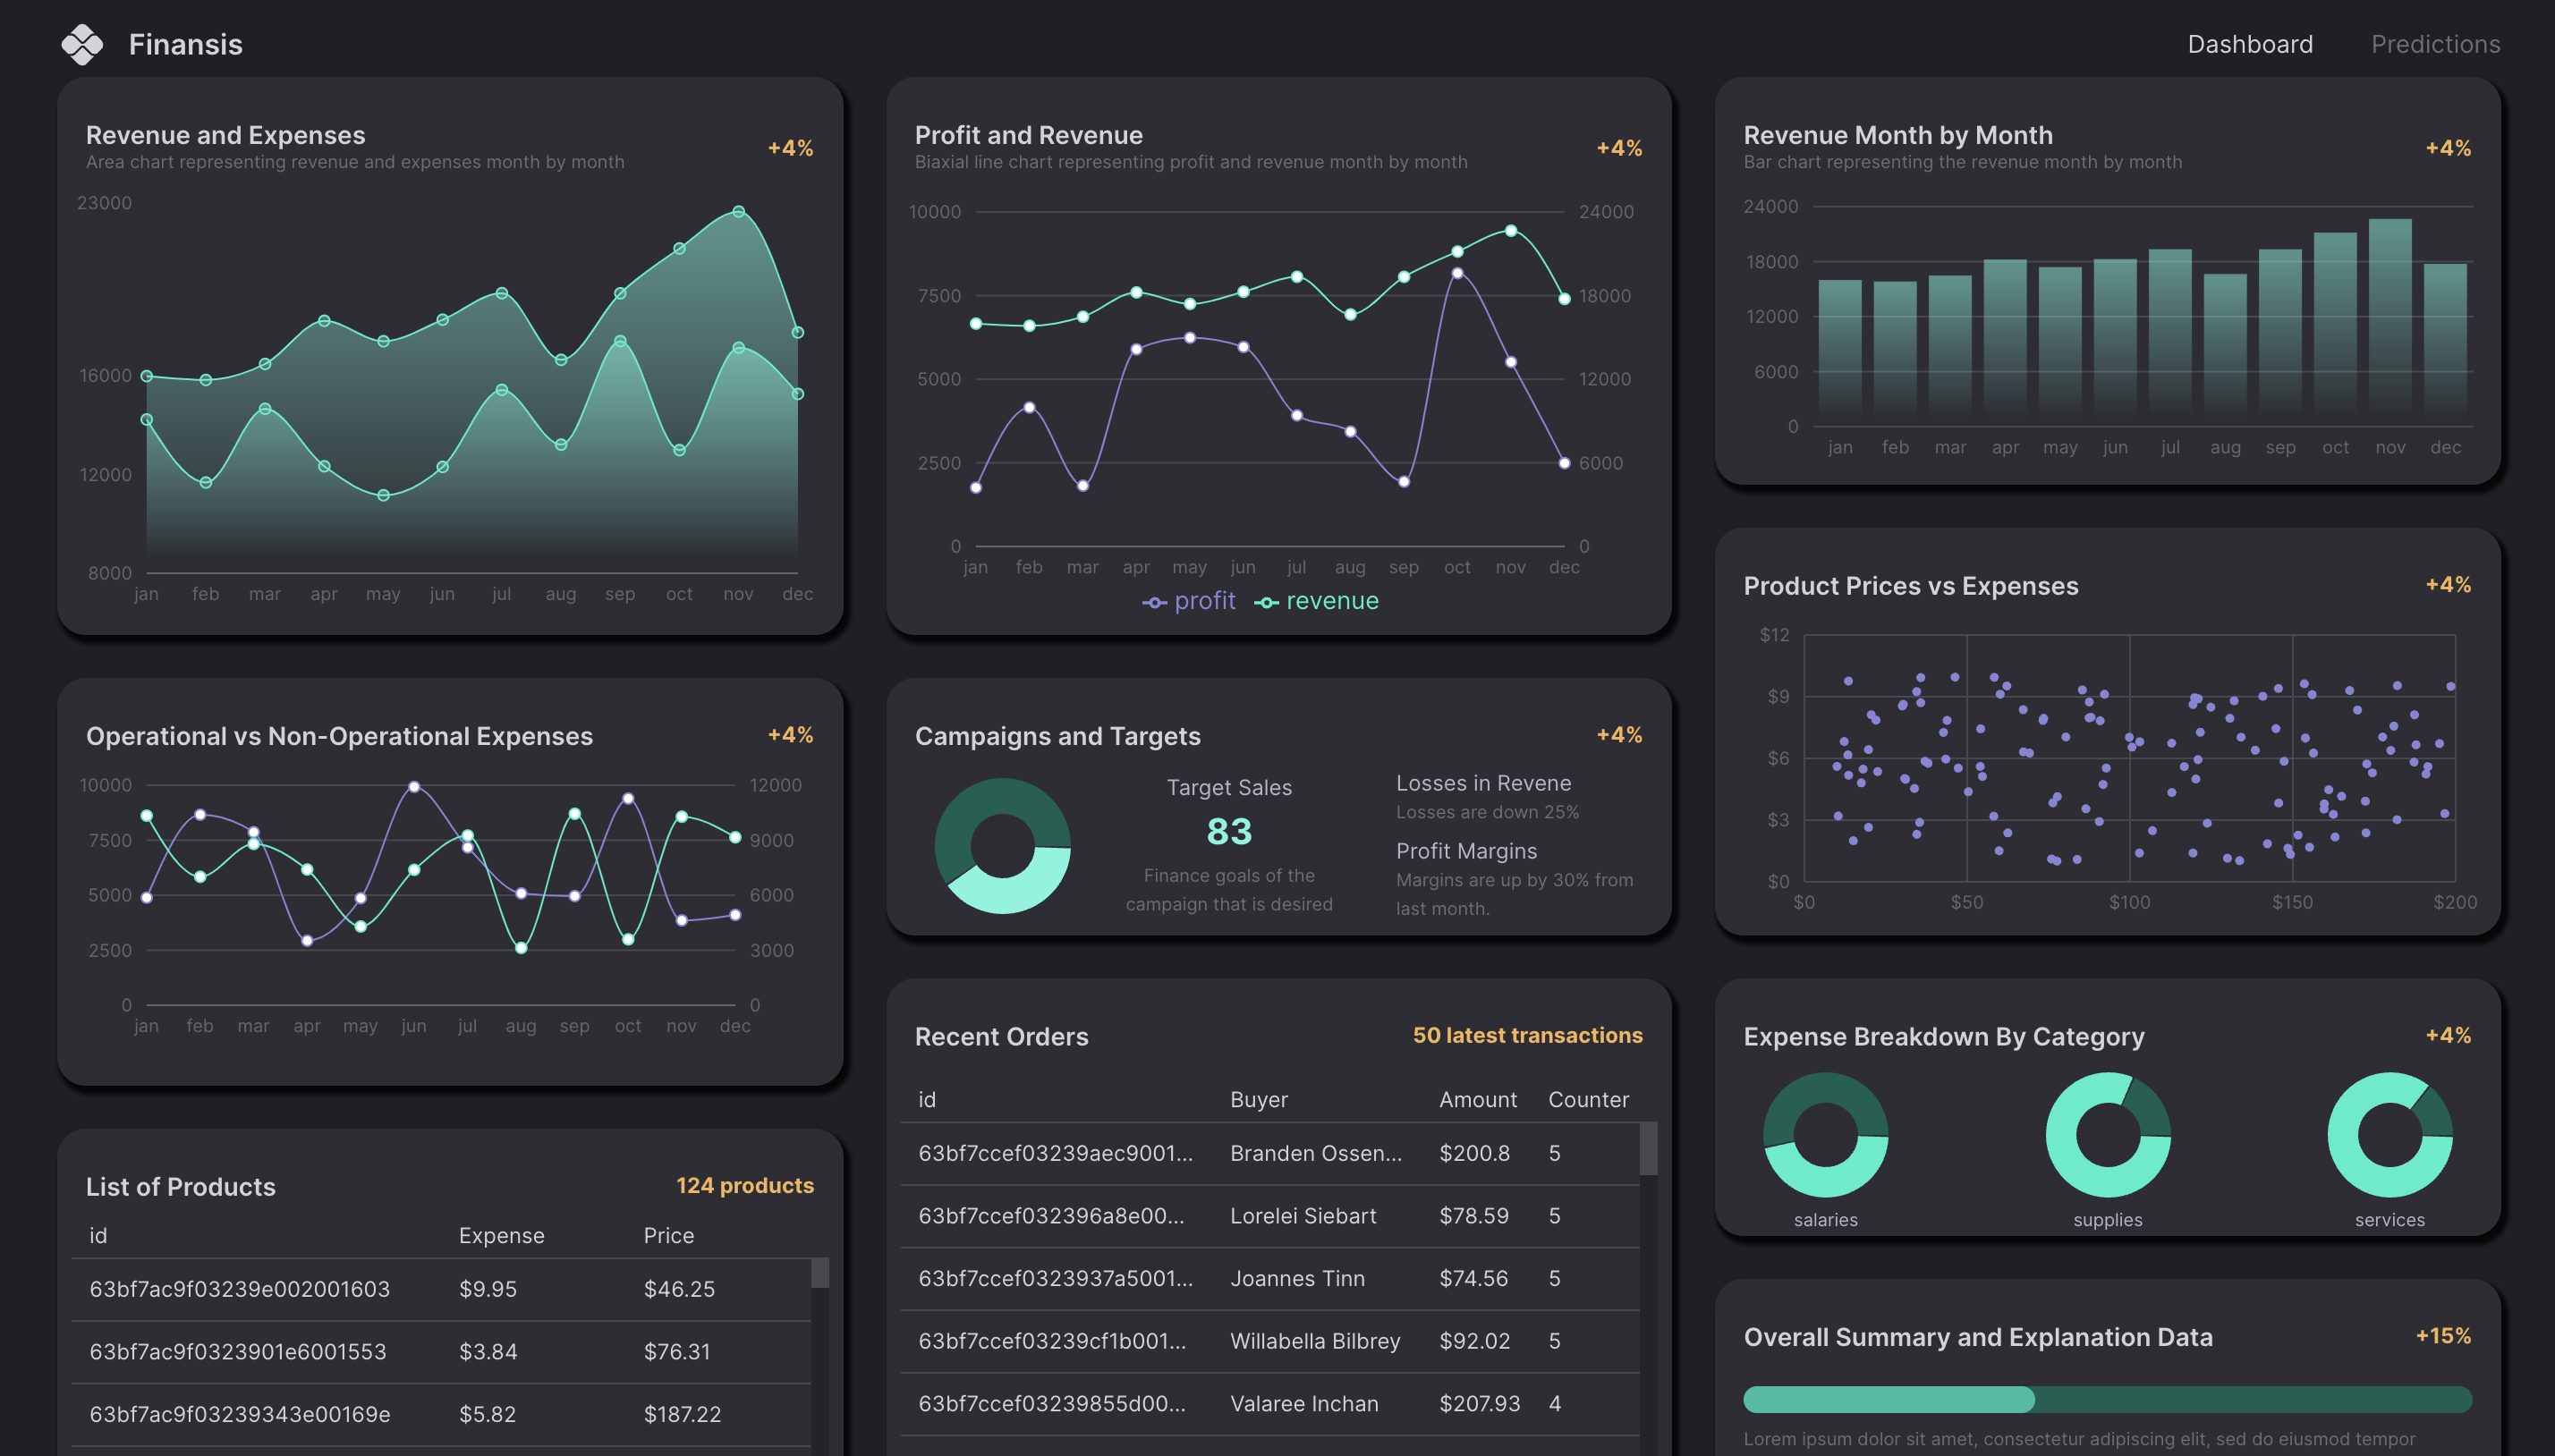 Finansis
Dashboard Predictions
Revenue and Expenses
Area chart representing revenue and expenses month by month
+4%
23000
16000
12000
8000
jan feb mar apr may jun jul aug sep oct nov dec
Operational vs Non-Operational Expenses
+4%
10000 12000
7500 9000
5000 6000
2500 3000
0 0
jan feb mar apr may jun jul aug sep oct nov dec
List of Products
124 products
id Expense Price
63bf7ac9f03239e002001603 $9.95 $46.25
63bf7ac9f0323901e6001553 $3.84 $76.31
63bf7ac9f03239343e00169e $5.82 $187.22
Profit and Revenue
Biaxial line chart representing profit and revenue month by month
+4%
10000 24000
7500 18000
5000 12000
2500 6000
0 0
jan feb mar apr may jun jul aug sep oct nov dec
profit revenue
Campaigns and Targets
+4%
Target Sales
83
Finance goals of the
campaign that is desired
Losses in Revene
Losses are down 25%
Profit Margins
Margins are up by 30% from
last month.
Recent Orders
50 latest transactions
id Buyer Amount Counter
63bf7ccef03239aec9001... Branden Ossen... $200.8 5
63bf7ccef032396a8e00... Lorelei Siebart $78.59 5
63bf7ccef0323937a5001... Joannes Tinn $74.56 5
63bf7ccef03239cf1b001... Willabella Bilbrey $92.02 5
63bf7ccef03239855d00... Valaree Inchan $207.93 4
Revenue Month by Month
Bar chart representing the revenue month by month
+4%
24000
18000
12000
6000
0
jan feb mar apr may jun jul aug sep oct nov dec
Product Prices vs Expenses
+4%
$12
$9
$6
$3
$0
$0 $50 $100 $150 $200
Expense Breakdown By Category
+4%
salaries supplies services
Overall Summary and Explanation Data
+15%
Lorem ipsum dolor sit amet, consectetur adipiscing elit, sed do eiusmod tempor